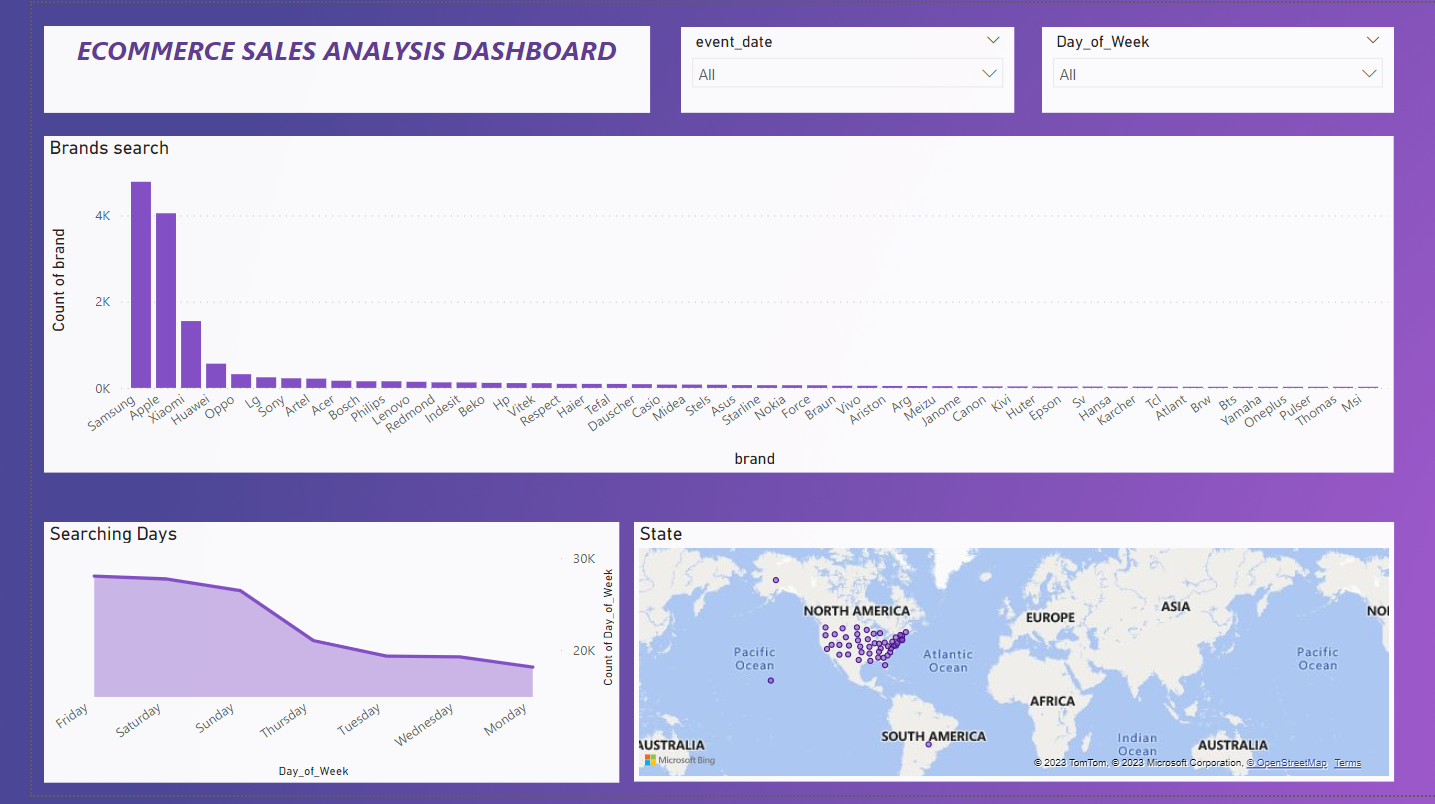 ECOMMERCE SALES ANALYSIS DASHBOARD
event_date
All
Day_of_Week
All
Brands search
Count of brand
4K
2K
0K
Samsung
Apple
Xiaomi
Huawei
Oppo
Lg
Sony
Artel
Acer
Bosch
Philips
Lenovo
Redmond
Indesit
Beko
Hp
Vitek
Respect
Haier
Tefal
Dauscher
Casio
Midea
Stels
Asus
Starline
Nokia
Force
Braun
Vivo
Ariston
Arg
Meizu
Janome
Canon
Kivi
Huter
Epson
Sv
Hansa
Karcher
Tcl
Atlant
Brw
Bts
Yamaha
Oneplus
Pulser
Thomas
Msi
brand
Searching Days
30K
20K
Count of Day_of_Week
Friday
Saturday
Sunday
Thursday
Tuesday
Wednesday
Monday
Day_of_Week
State
NORTH AMERICA
EUROPE
ASIA
NOI
Pacific
Ocean
Atlantic
Ocean
Pacific
Ocean
AFRICA
SOUTH AMERICA
AUSTRALIA
Indian
Ocean
AUSTRALIA
Microsoft Bing
© 2023 TomTom, © 2023 Microsoft Corporation, © OpenStreetMap Terms